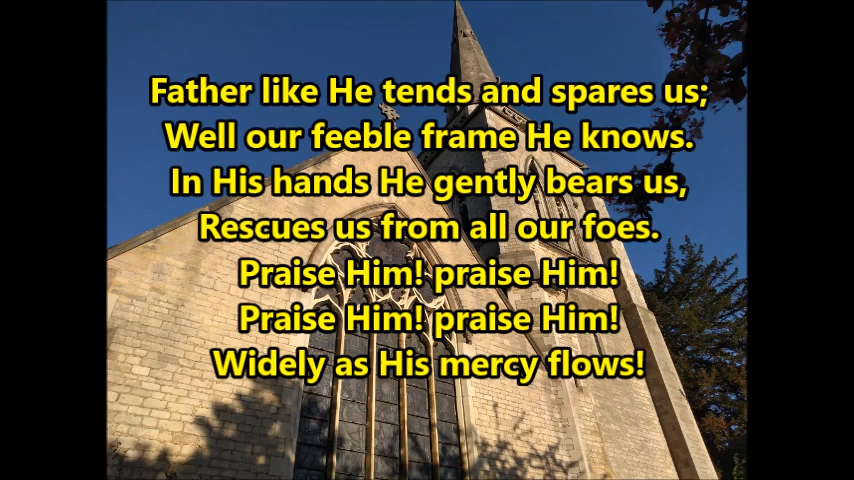 Father like He tends and spares us;
Well our feeble frame He knows.
In His hands He gently bears us,
Rescues us from all our foes.
Praise Him! praise Him!
Praise Him! praise Him!
Widely as His mercy flows!